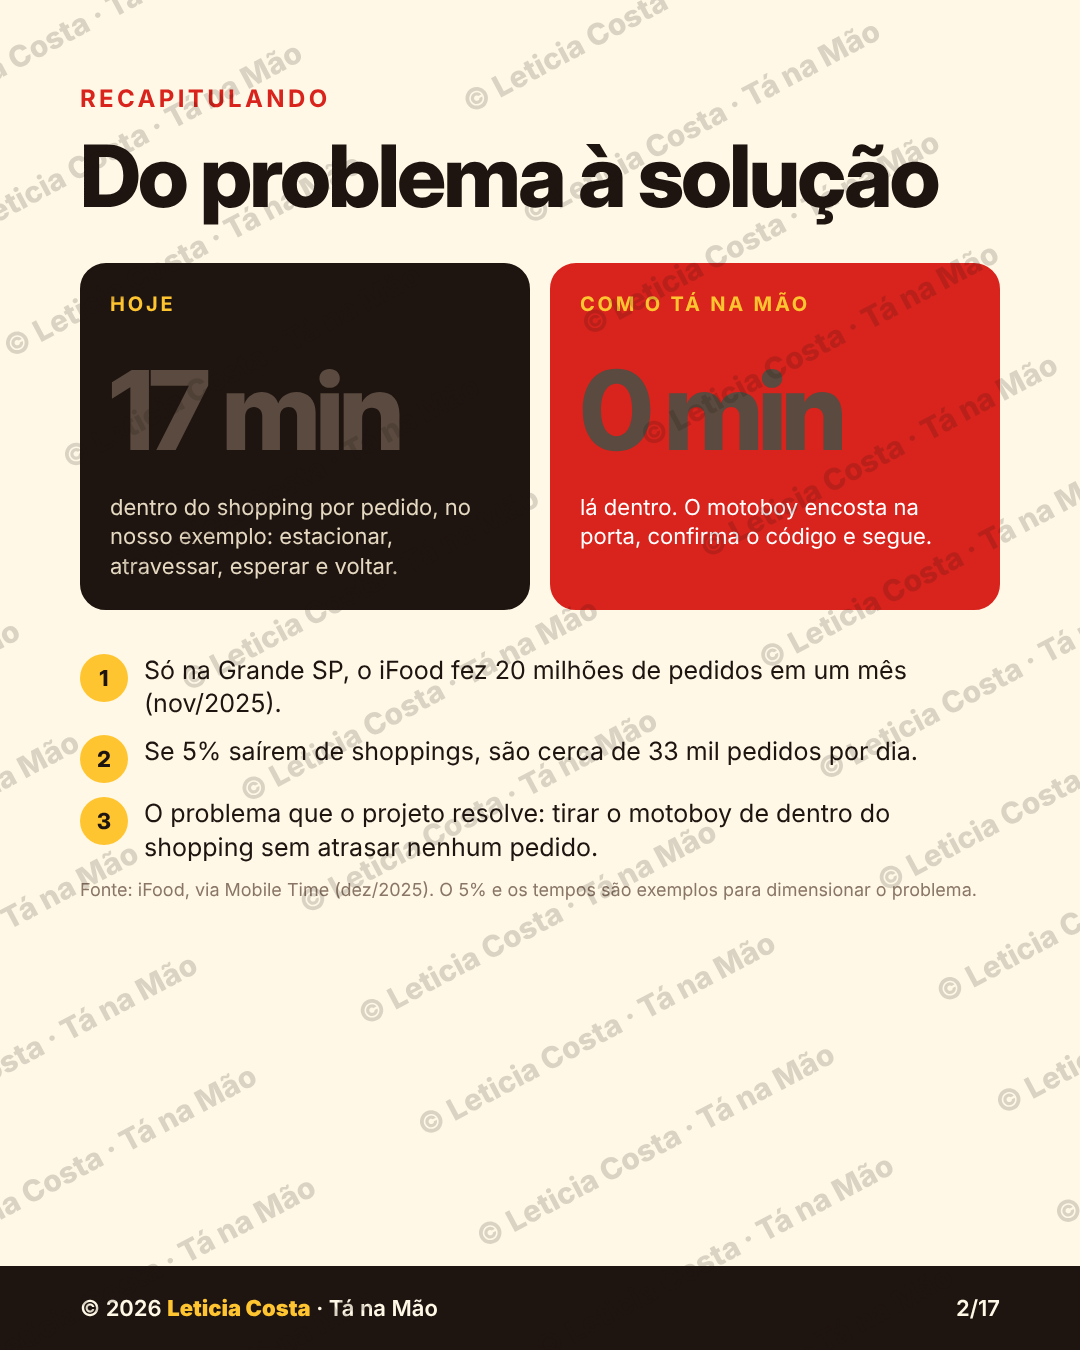 RECAPITULANDO
Do problema à solução
HOJE
17 min
dentro do shopping por pedido, no
nosso exemplo: estacionar,
atravessar, esperar e voltar.
COM O TÁ NA MÃO
0 min
lá dentro. O motoboy encosta na
porta, confirma o código e segue.
1
Só na Grande SP, o iFood fez 20 milhões de pedidos em um mês
(nov/2025).
2
Se 5% saírem de shoppings, são cerca de 33 mil pedidos por dia.
3
O problema que o projeto resolve: tirar o motoboy de dentro do
shopping sem atrasar nenhum pedido.
Fonte: iFood, via Mobile Time (dez/2025). O 5% e os tempos são exemplos para dimensionar o problema.
© Leticia Costa · Tá na Mão
© 2026 Leticia Costa · Tá na Mão
2/17